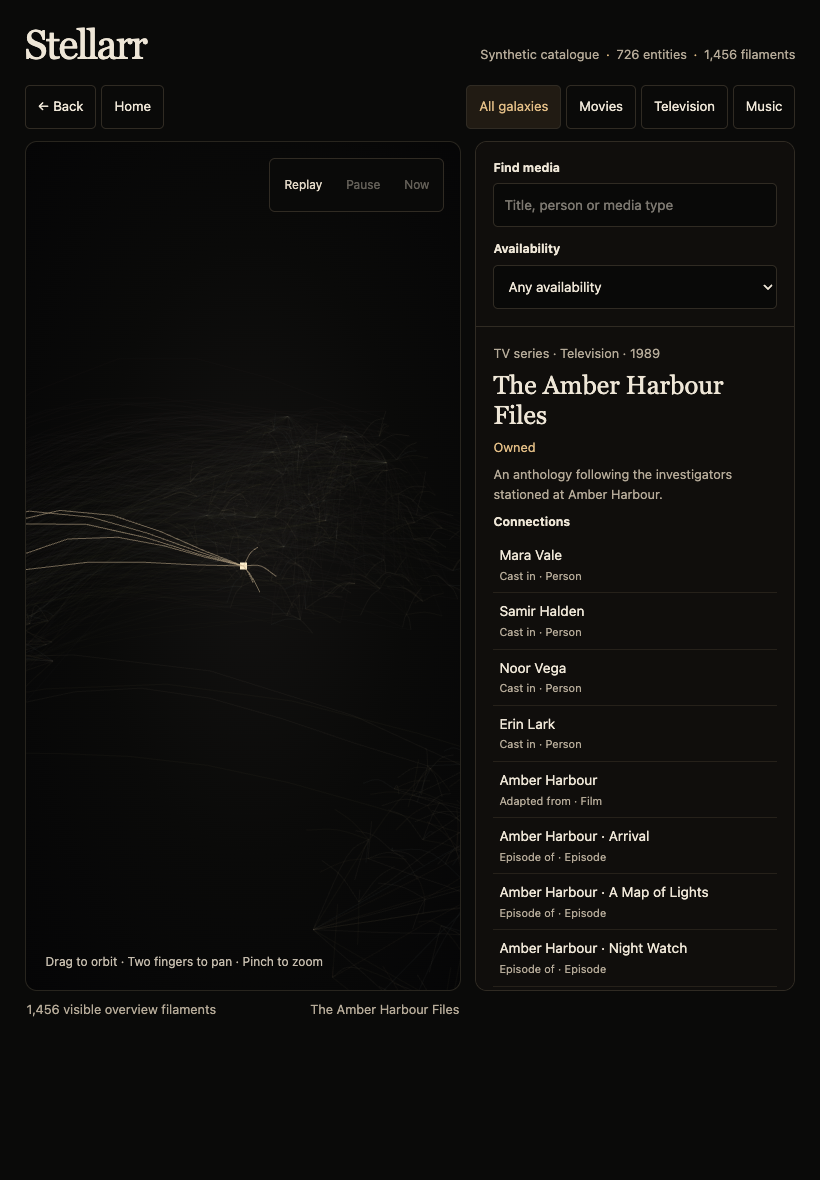 Stellarr
Synthetic catalogue · 726 entities · 1,456 filaments
← Back
Home
All galaxies
Movies
Television
Music
Replay
Pause
Now
Drag to orbit · Two fingers to pan · Pinch to zoom
1,456 visible overview filaments
The Amber Harbour Files
Find media
Title, person or media type
Availability
Any availability
TV series · Television · 1989
The Amber Harbour
Files
Owned
An anthology following the investigators
stationed at Amber Harbour.
Connections
Mara Vale
Cast in · Person
Samir Halden
Cast in · Person
Noor Vega
Cast in · Person
Erin Lark
Cast in · Person
Amber Harbour
Adapted from · Film
Amber Harbour · Arrival
Episode of · Episode
Amber Harbour · A Map of Lights
Episode of · Episode
Amber Harbour · Night Watch
Episode of · Episode